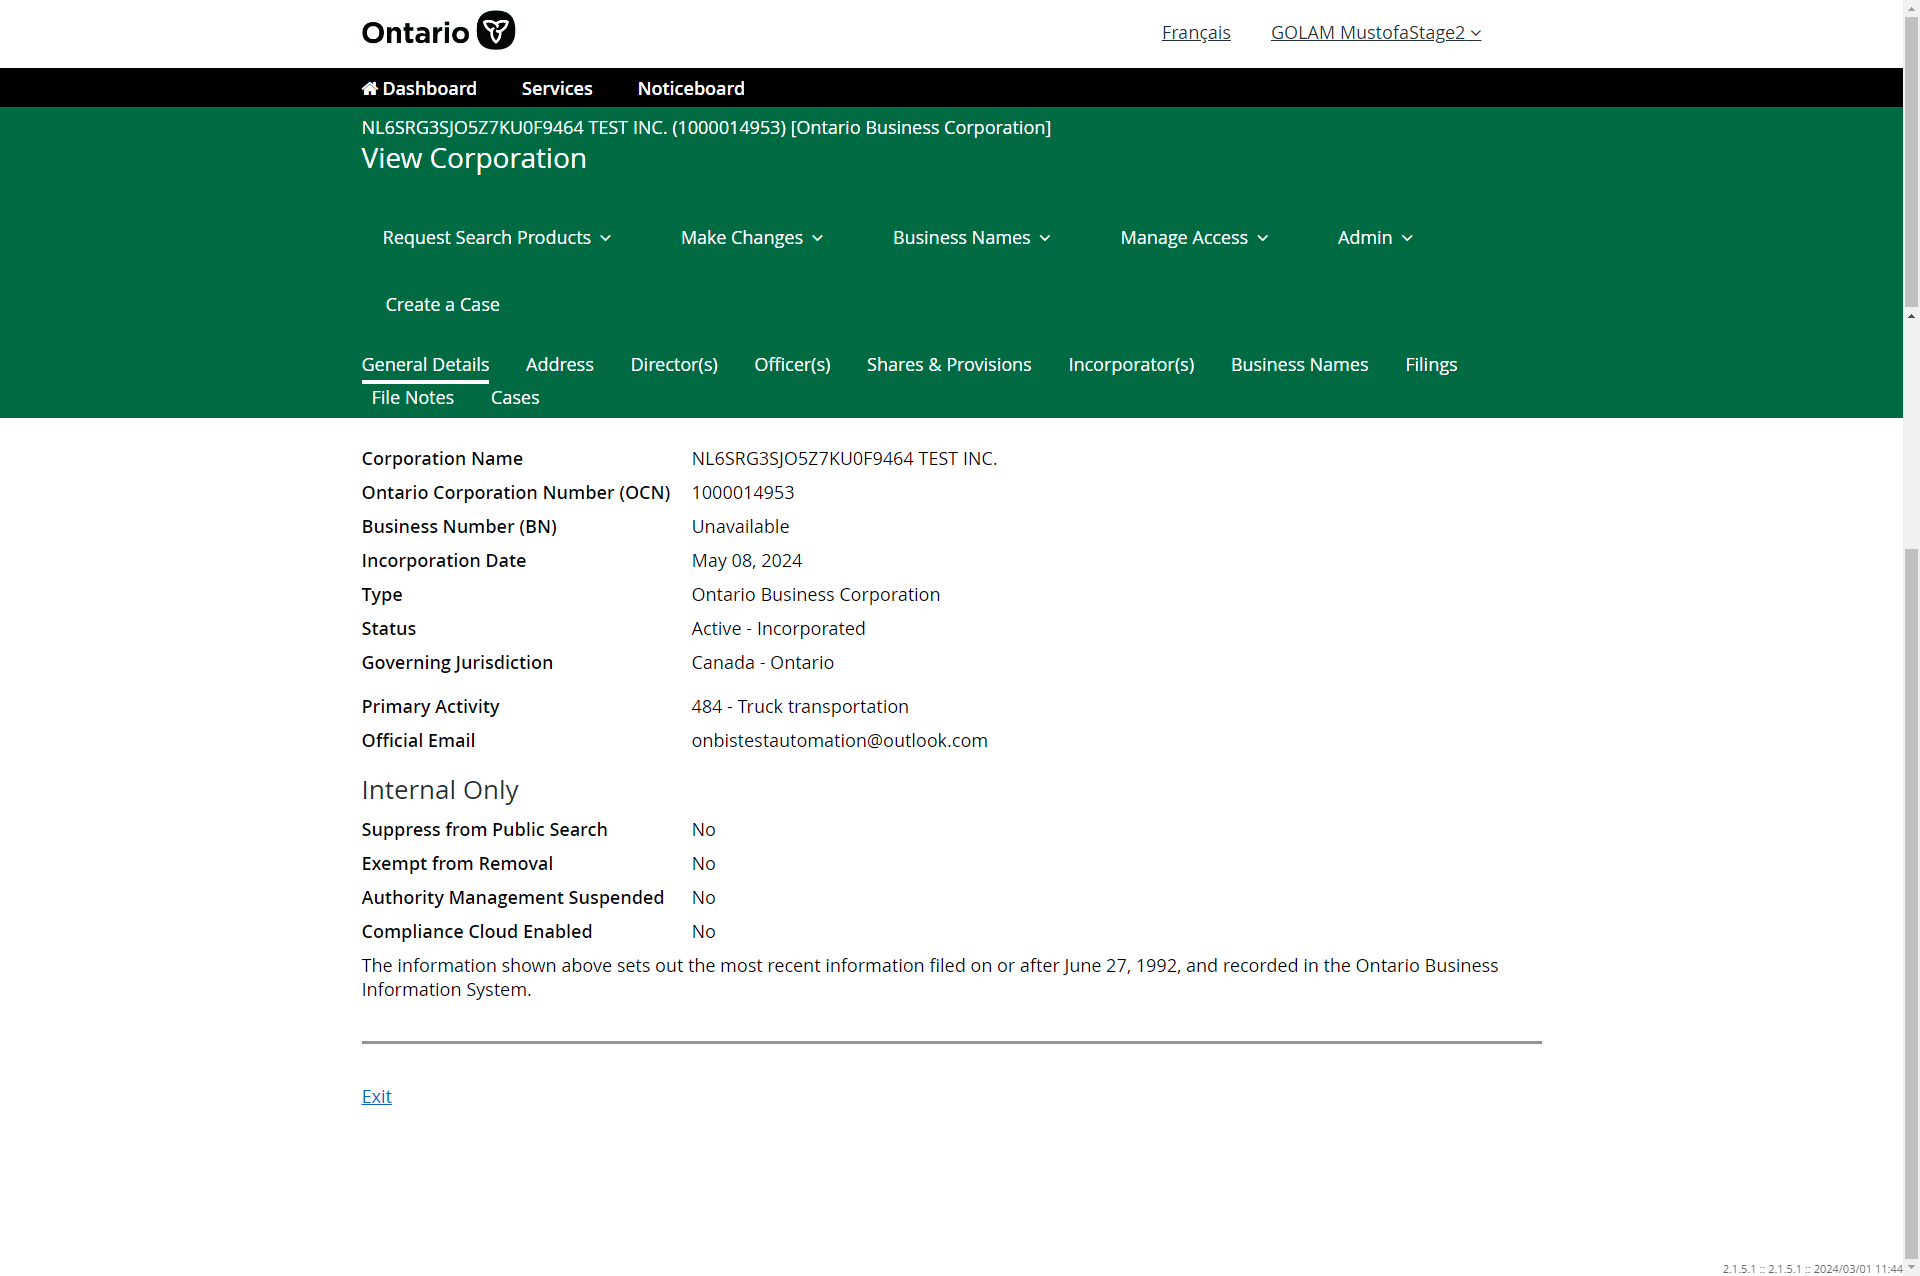 Ontario
Français GOLAM MustofaStage2
Dashboard Services Noticeboard
NL6SRG3SJO5Z7KU0F9464 TEST INC. (1000014953) [Ontario Business Corporation]
View Corporation
Request Search Products Make Changes Business Names Manage Access Admin
Create a Case
General Details Address Director(s) Officer(s) Shares & Provisions Incorporator(s) Business Names Filings
File Notes Cases
Corporation Name NL6SRG3SJO5Z7KU0F9464 TEST INC.
Ontario Corporation Number (OCN) 1000014953
Business Number (BN) Unavailable
Incorporation Date May 08, 2024
Type Ontario Business Corporation
Status Active - Incorporated
Governing Jurisdiction Canada - Ontario
Primary Activity 484 - Truck transportation
Official Email onbistestautomation@outlook.com
Internal Only
Suppress from Public Search No
Exempt from Removal No
Authority Management Suspended No
Compliance Cloud Enabled No
The information shown above sets out the most recent information filed on or after June 27, 1992, and recorded in the Ontario Business
Information System.
Exit
2.1.5.1 :: 2.1.5.1 :: 2024/03/01 11:44